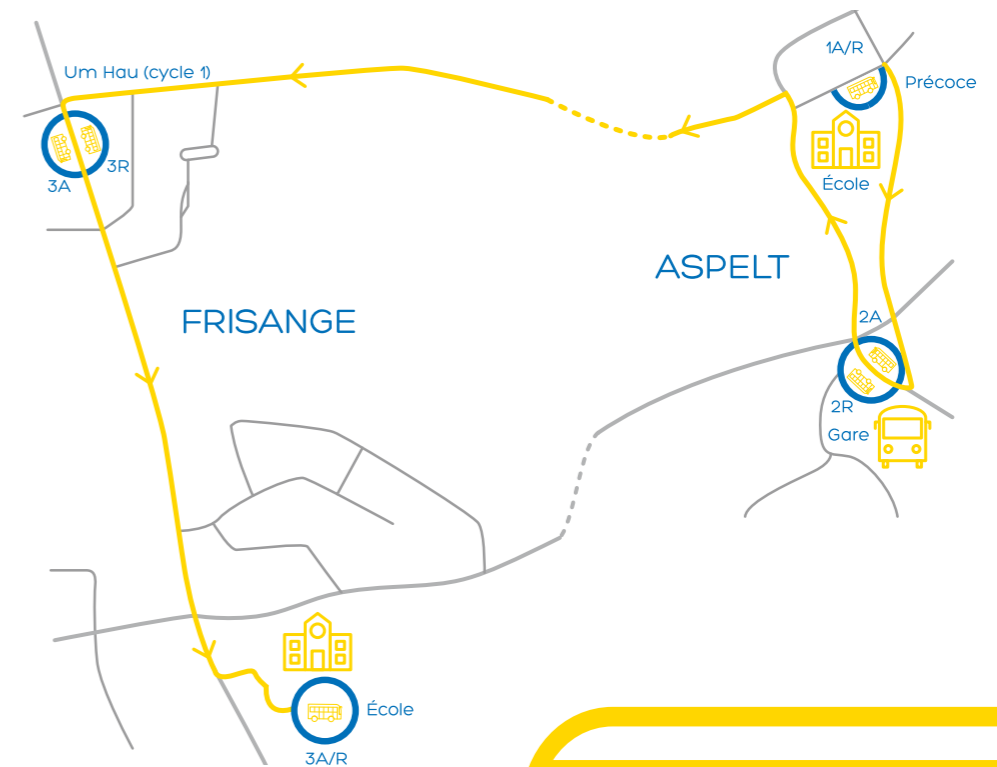 1A/R
Um Hau (cycle 1)
Précoce
3R
3A
École
ASPELT
FRISANGE
2A
2R
Gare
École
3A/R